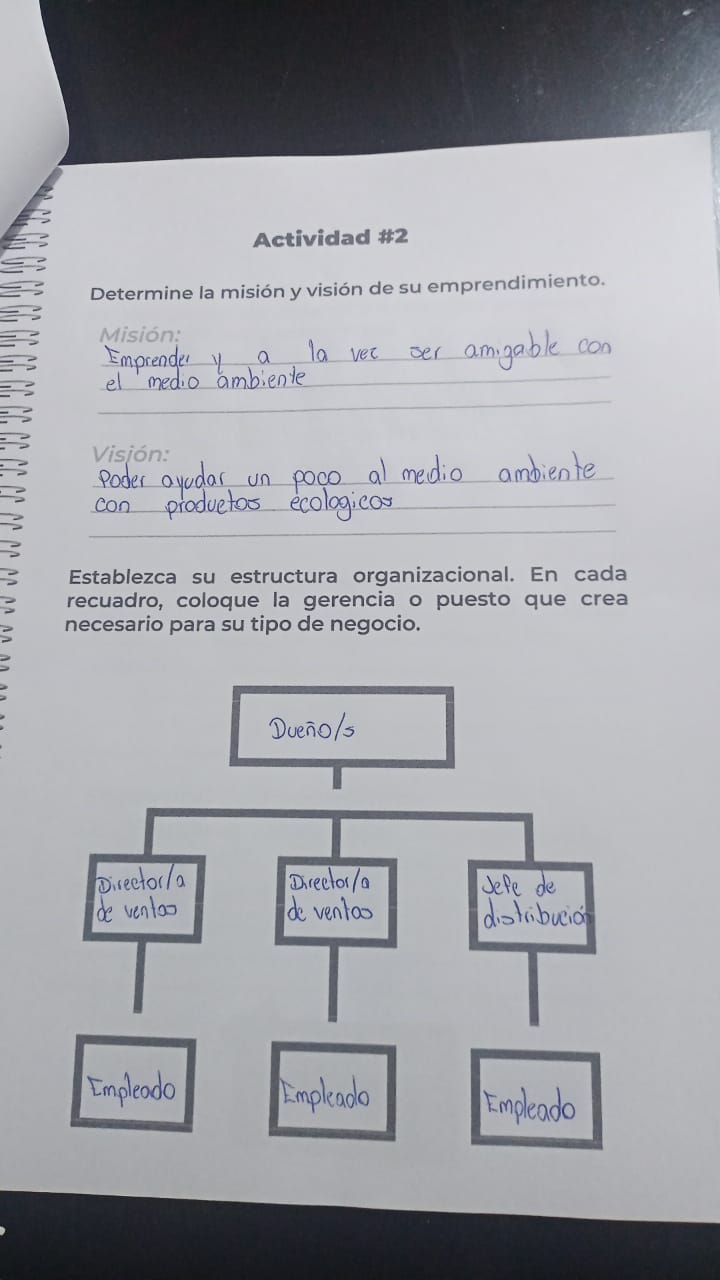 Actividad #2
Determine la misión y visión de su emprendimiento.
Misión:
Emprender y a la vez ser amigable con
el medio ambiente
Visión:
Poder ayudar un poco al medio ambiente
con productos ecologicos
Establezca su estructura organizacional. En cada
recuadro, coloque la gerencia o puesto que crea
necesario para su tipo de negocio.
Dueño/s
Director/a
de ventas
Director/a
de ventas
Jefe de
distribución
Empleado
Empleado
Empleado